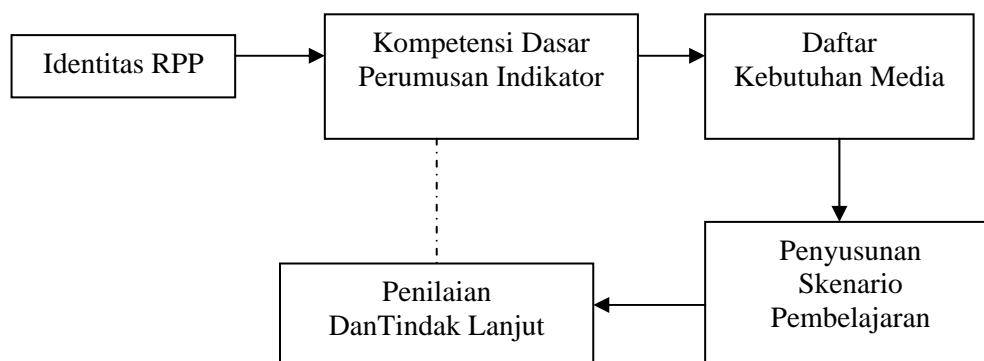 Identitas RPP
Kompetensi Dasar
Perumusan Indikator
Daftar
Kebutuhan Media
Penyusunan
Skenario
Pembelajaran
Penilaian
DanTindak Lanjut